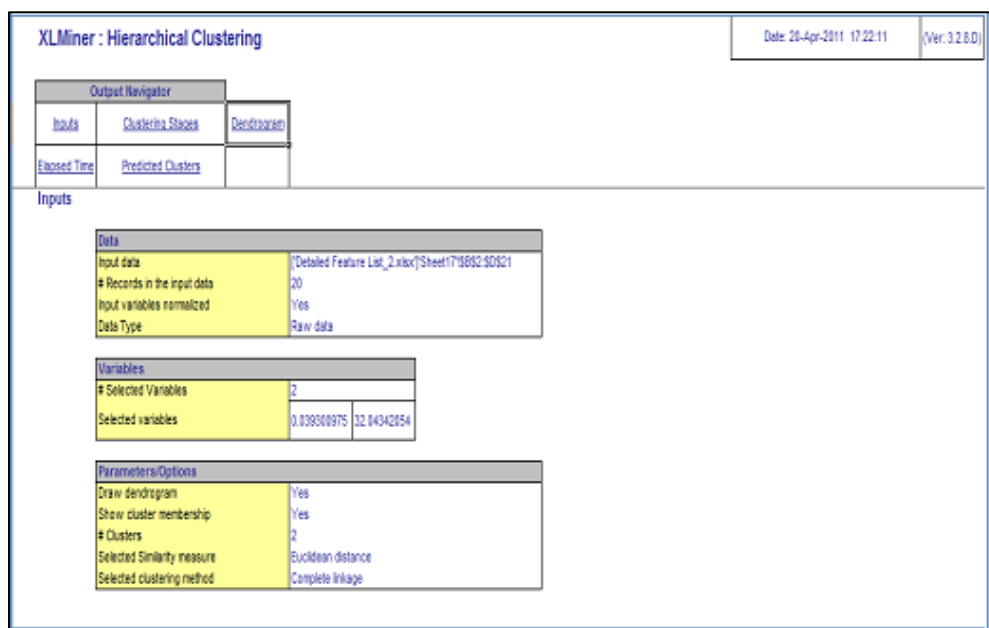 XLMiner : Hierarchical Clustering
Date: 20-Apr-2011 17:22:11
(Ver: 3.2.8.0)
Output Navigator
Inputs Clustering Stages Dendrogram
Elapsed Time Predicted Clusters
Inputs
Data
Input data ['Detailed Feature List_2.xlsx']'Sheet17'!$B$2:$D$21
# Records in the input data 20
Input variables normalized Yes
Data Type Raw data
Variables
# Selected Variables 2
Selected variables 0.039300975 32.04342054
Parameters/Options
Draw dendrogram Yes
Show cluster membership Yes
# Clusters 2
Selected Similarity measure Euclidean distance
Selected clustering method Complete linkage